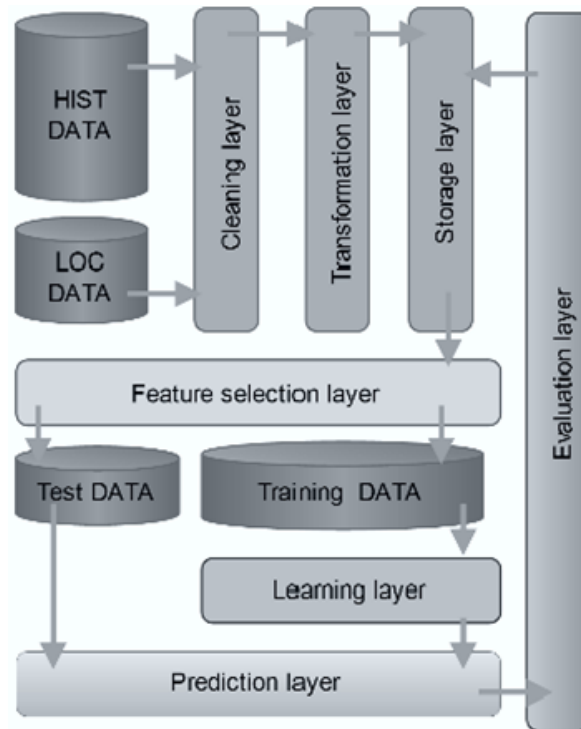 HIST
DATA
LOC
DATA
Cleaning layer
Transformation layer
Storage layer
Evaluation layer
Feature selection layer
Test DATA
Training DATA
Learning layer
Prediction layer